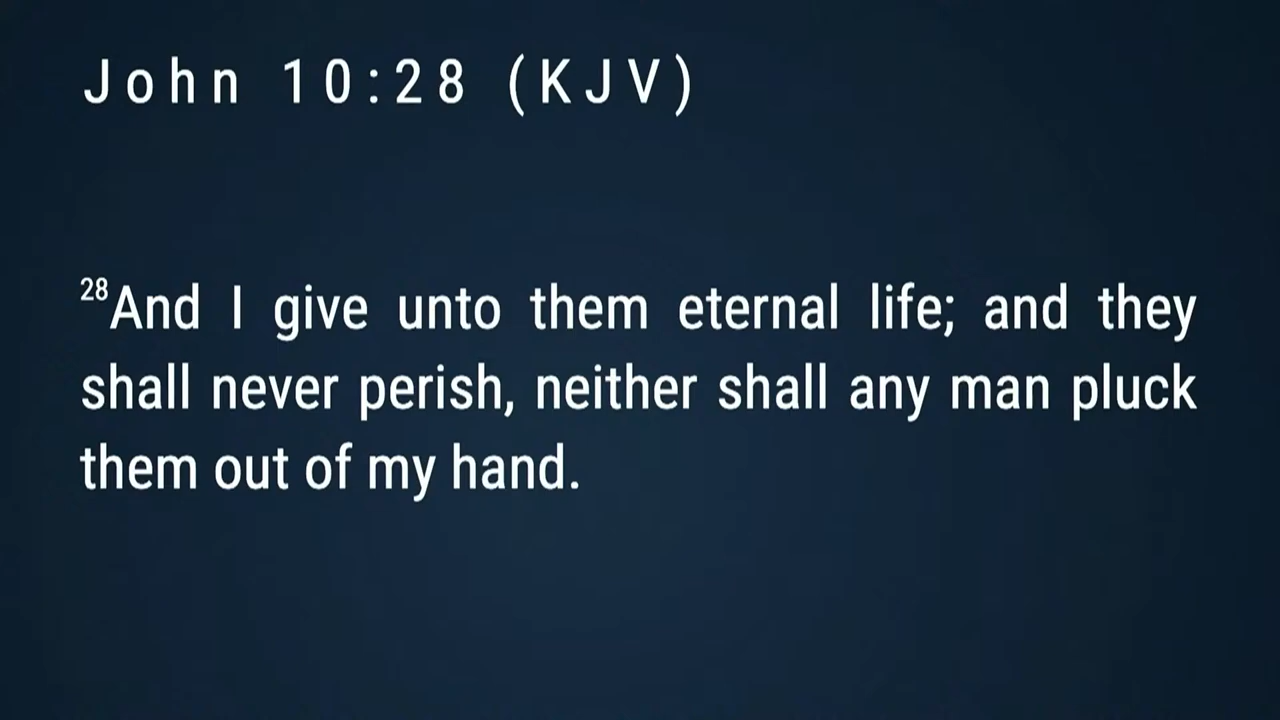 John 10:28 (KJV)
28And I give unto them eternal life; and they
shall never perish, neither shall any man pluck
them out of my hand.